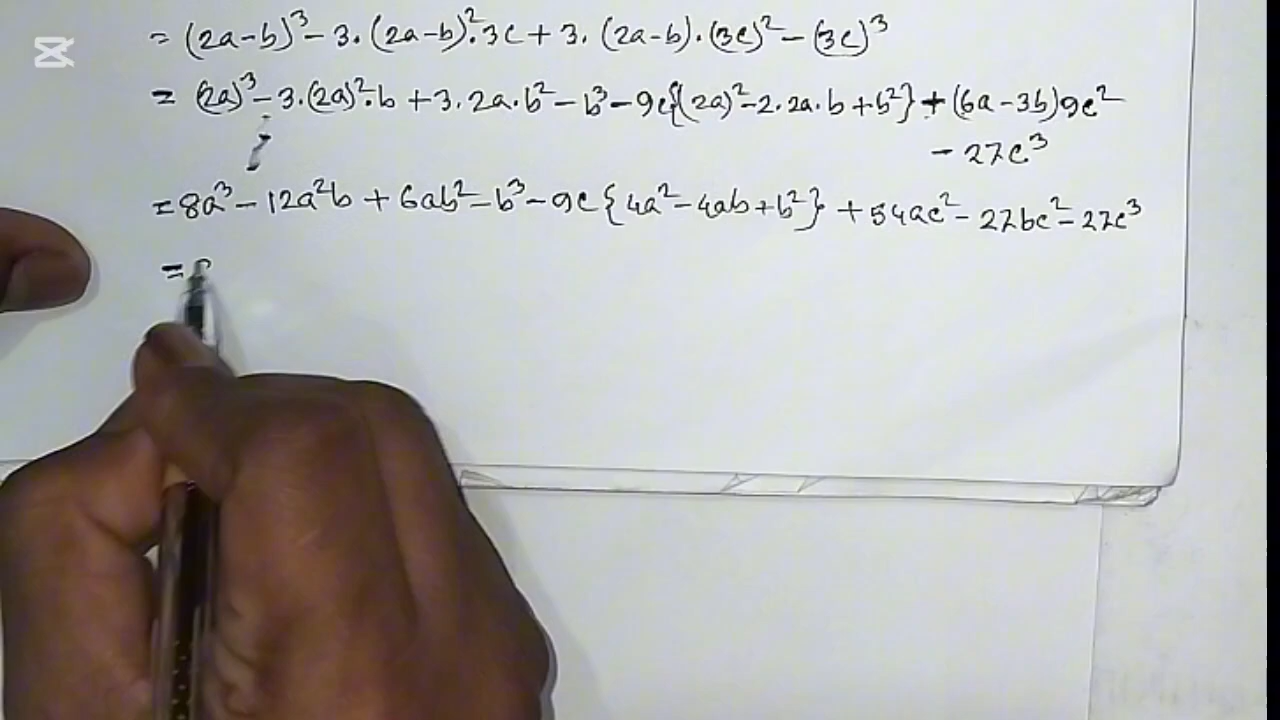 = (2a-b)³ - 3.(2a-b)².3c + 3.(2a-b).(3c)² - (3c)³
= (2a)³ - 3.(2a)².b + 3.2a.b² - b³ - 9c{(2a)² - 2.2a.b + b²} + (6a - 3b)9c²
- 27c³
= 8a³ - 12a²b + 6ab² - b³ - 9c{4a² - 4ab + b²} + 54ac² - 27bc² - 27c³
=